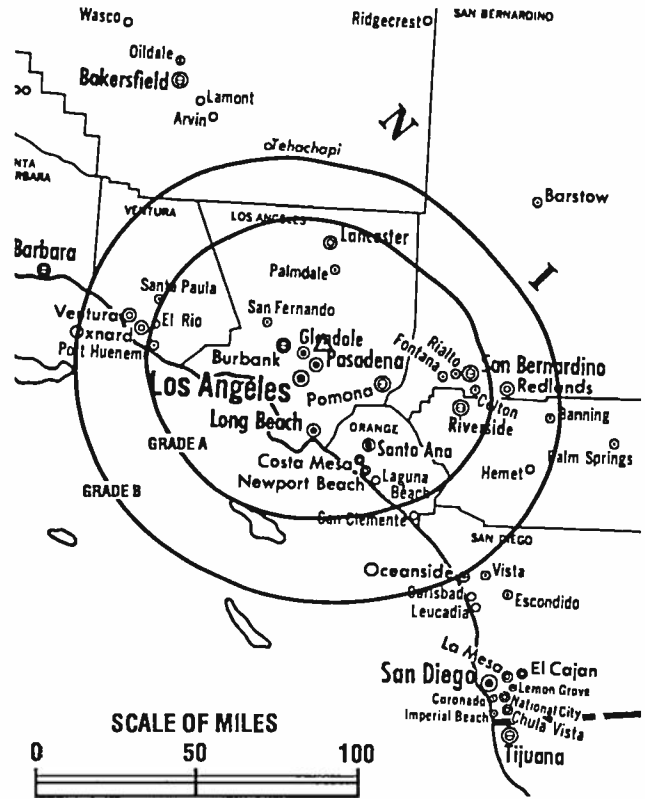 Wasco
Ridgecrest
SAN BERNARDINO
Oildale
Bakersfield
Lamont
Arvin
N
Tehachapi
NTA
RBARA
VENTURA
LOS ANGELES
Barstow
I
Lancaster
Barbara
Palmdale
Santa Paula
San Fernando
Ventura
El Rio
Oxnard
Port Hueneme
Burbank
Glendale
Pasadena
Fontana
Rialto
San Bernardino
Redlands
Los Angeles
Pomona
Colton
Riverside
Banning
Long Beach
ORANGE
GRADE A
Santa Ana
Palm Springs
Costa Mesa
Newport Beach
Laguna
Beach
Hemet
GRADE B
San Clemente
SAN DIEGO
Oceanside
Vista
Carlsbad
Leucadia
Escondido
La Mesa
El Cajan
San Diego
Lemon Grove
Coronado
National City
Imperial Beach
Chula Vista
Tijuana
SCALE OF MILES
0 50 100